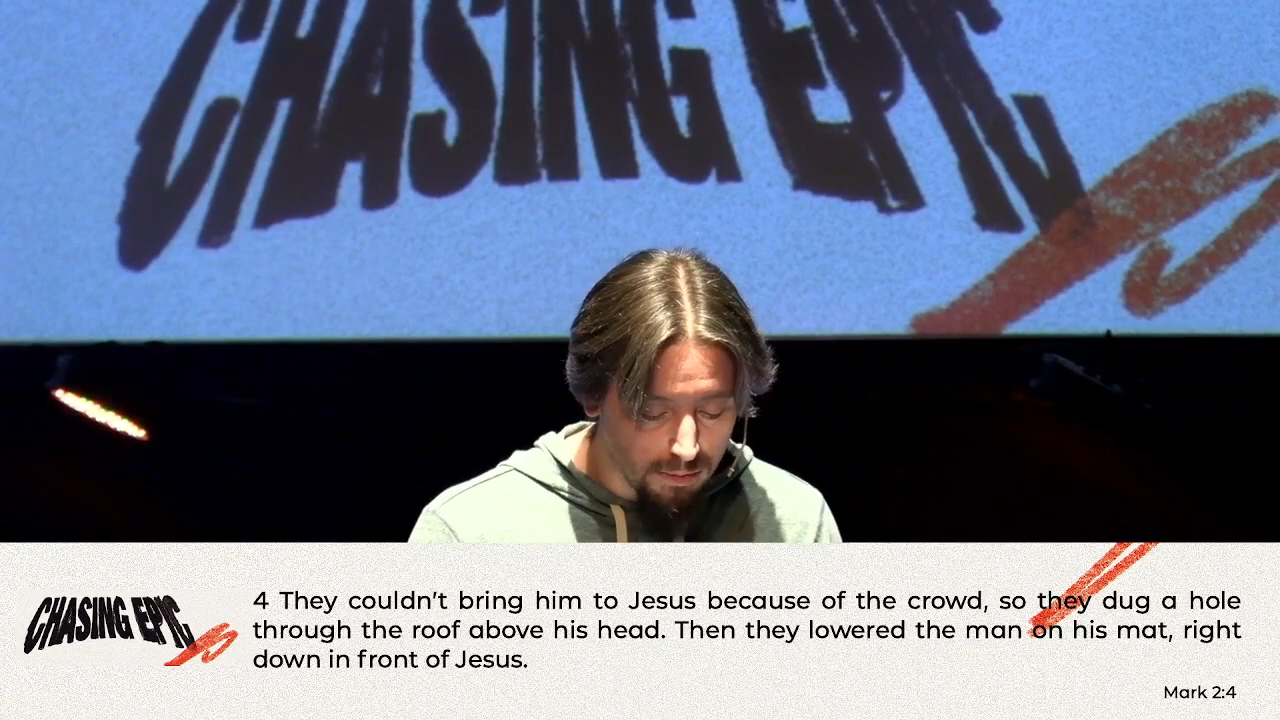 CHASING EPIC
CHASING EPIC
4 They couldn’t bring him to Jesus because of the crowd, so they dug a hole
through the roof above his head. Then they lowered the man on his mat, right
down in front of Jesus.
Mark 2:4